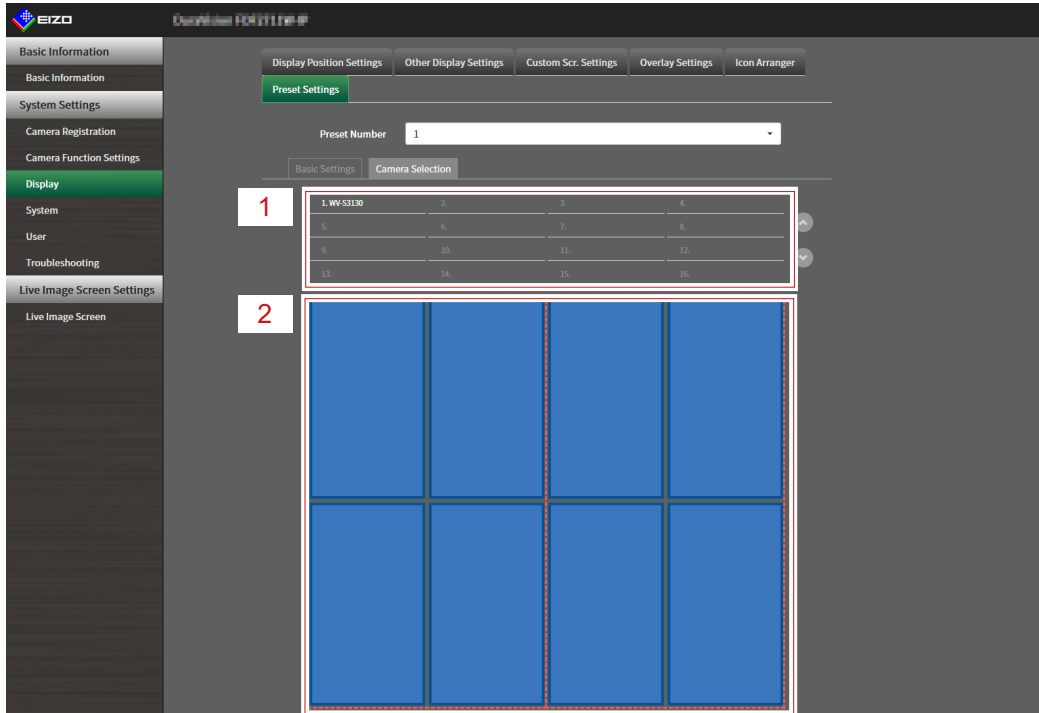 EIZO
Basic Information
Basic Information
System Settings
Camera Registration
Camera Function Settings
Display
System
User
Troubleshooting
Live Image Screen Settings
Live Image Screen
Display Position Settings Other Display Settings Custom Scr. Settings Overlay Settings Icon Arranger
Preset Settings
Preset Number 1
Basic Settings Camera Selection
1
1. WV-S3130 2. 3. 4.
5. 6. 7. 8.
9. 10. 11. 12.
13. 14. 15. 16.
2